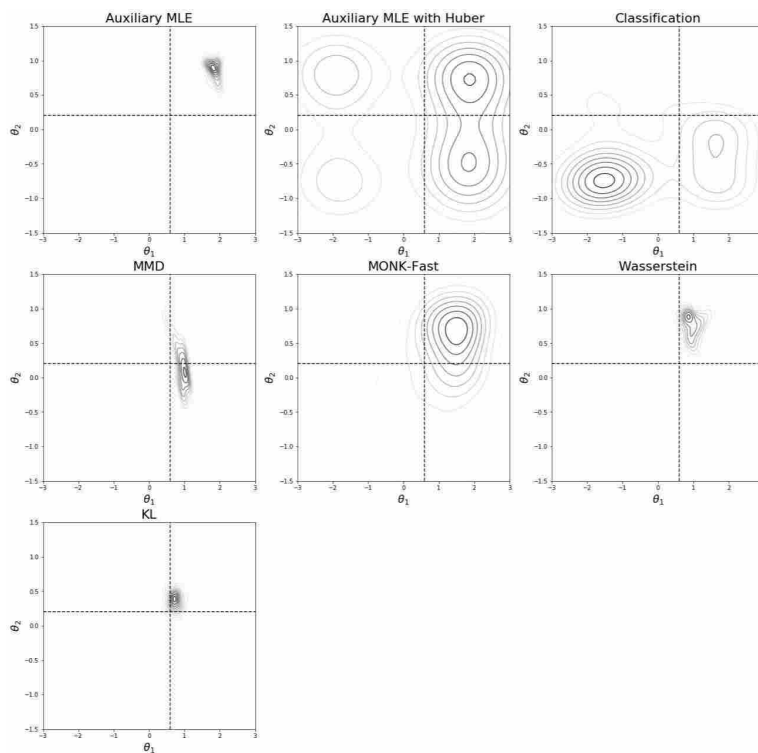 Auxiliary MLE
1.5
1.0
0.5
0.0
−0.5
−1.0
−1.5
θ2
−3 −2 −1 0 1 2 3
θ1
Auxiliary MLE with Huber
1.5
1.0
0.5
0.0
−0.5
−1.0
−1.5
θ2
−3 −2 −1 0 1 2 3
θ1
Classification
1.5
1.0
0.5
0.0
−0.5
−1.0
−1.5
θ2
−3 −2 −1 0 1 2
θ1
MMD
1.5
1.0
0.5
0.0
−0.5
−1.0
−1.5
θ2
−3 −2 −1 0 1 2 3
θ1
MONK-Fast
1.5
1.0
0.5
0.0
−0.5
−1.0
−1.5
θ2
−3 −2 −1 0 1 2 3
θ1
Wasserstein
1.5
1.0
0.5
0.0
−0.5
−1.0
−1.5
θ2
−3 −2 −1 0 1 2
θ1
KL
1.5
1.0
0.5
0.0
−0.5
−1.0
−1.5
θ2
−3 −2 −1 0 1 2 3
θ1